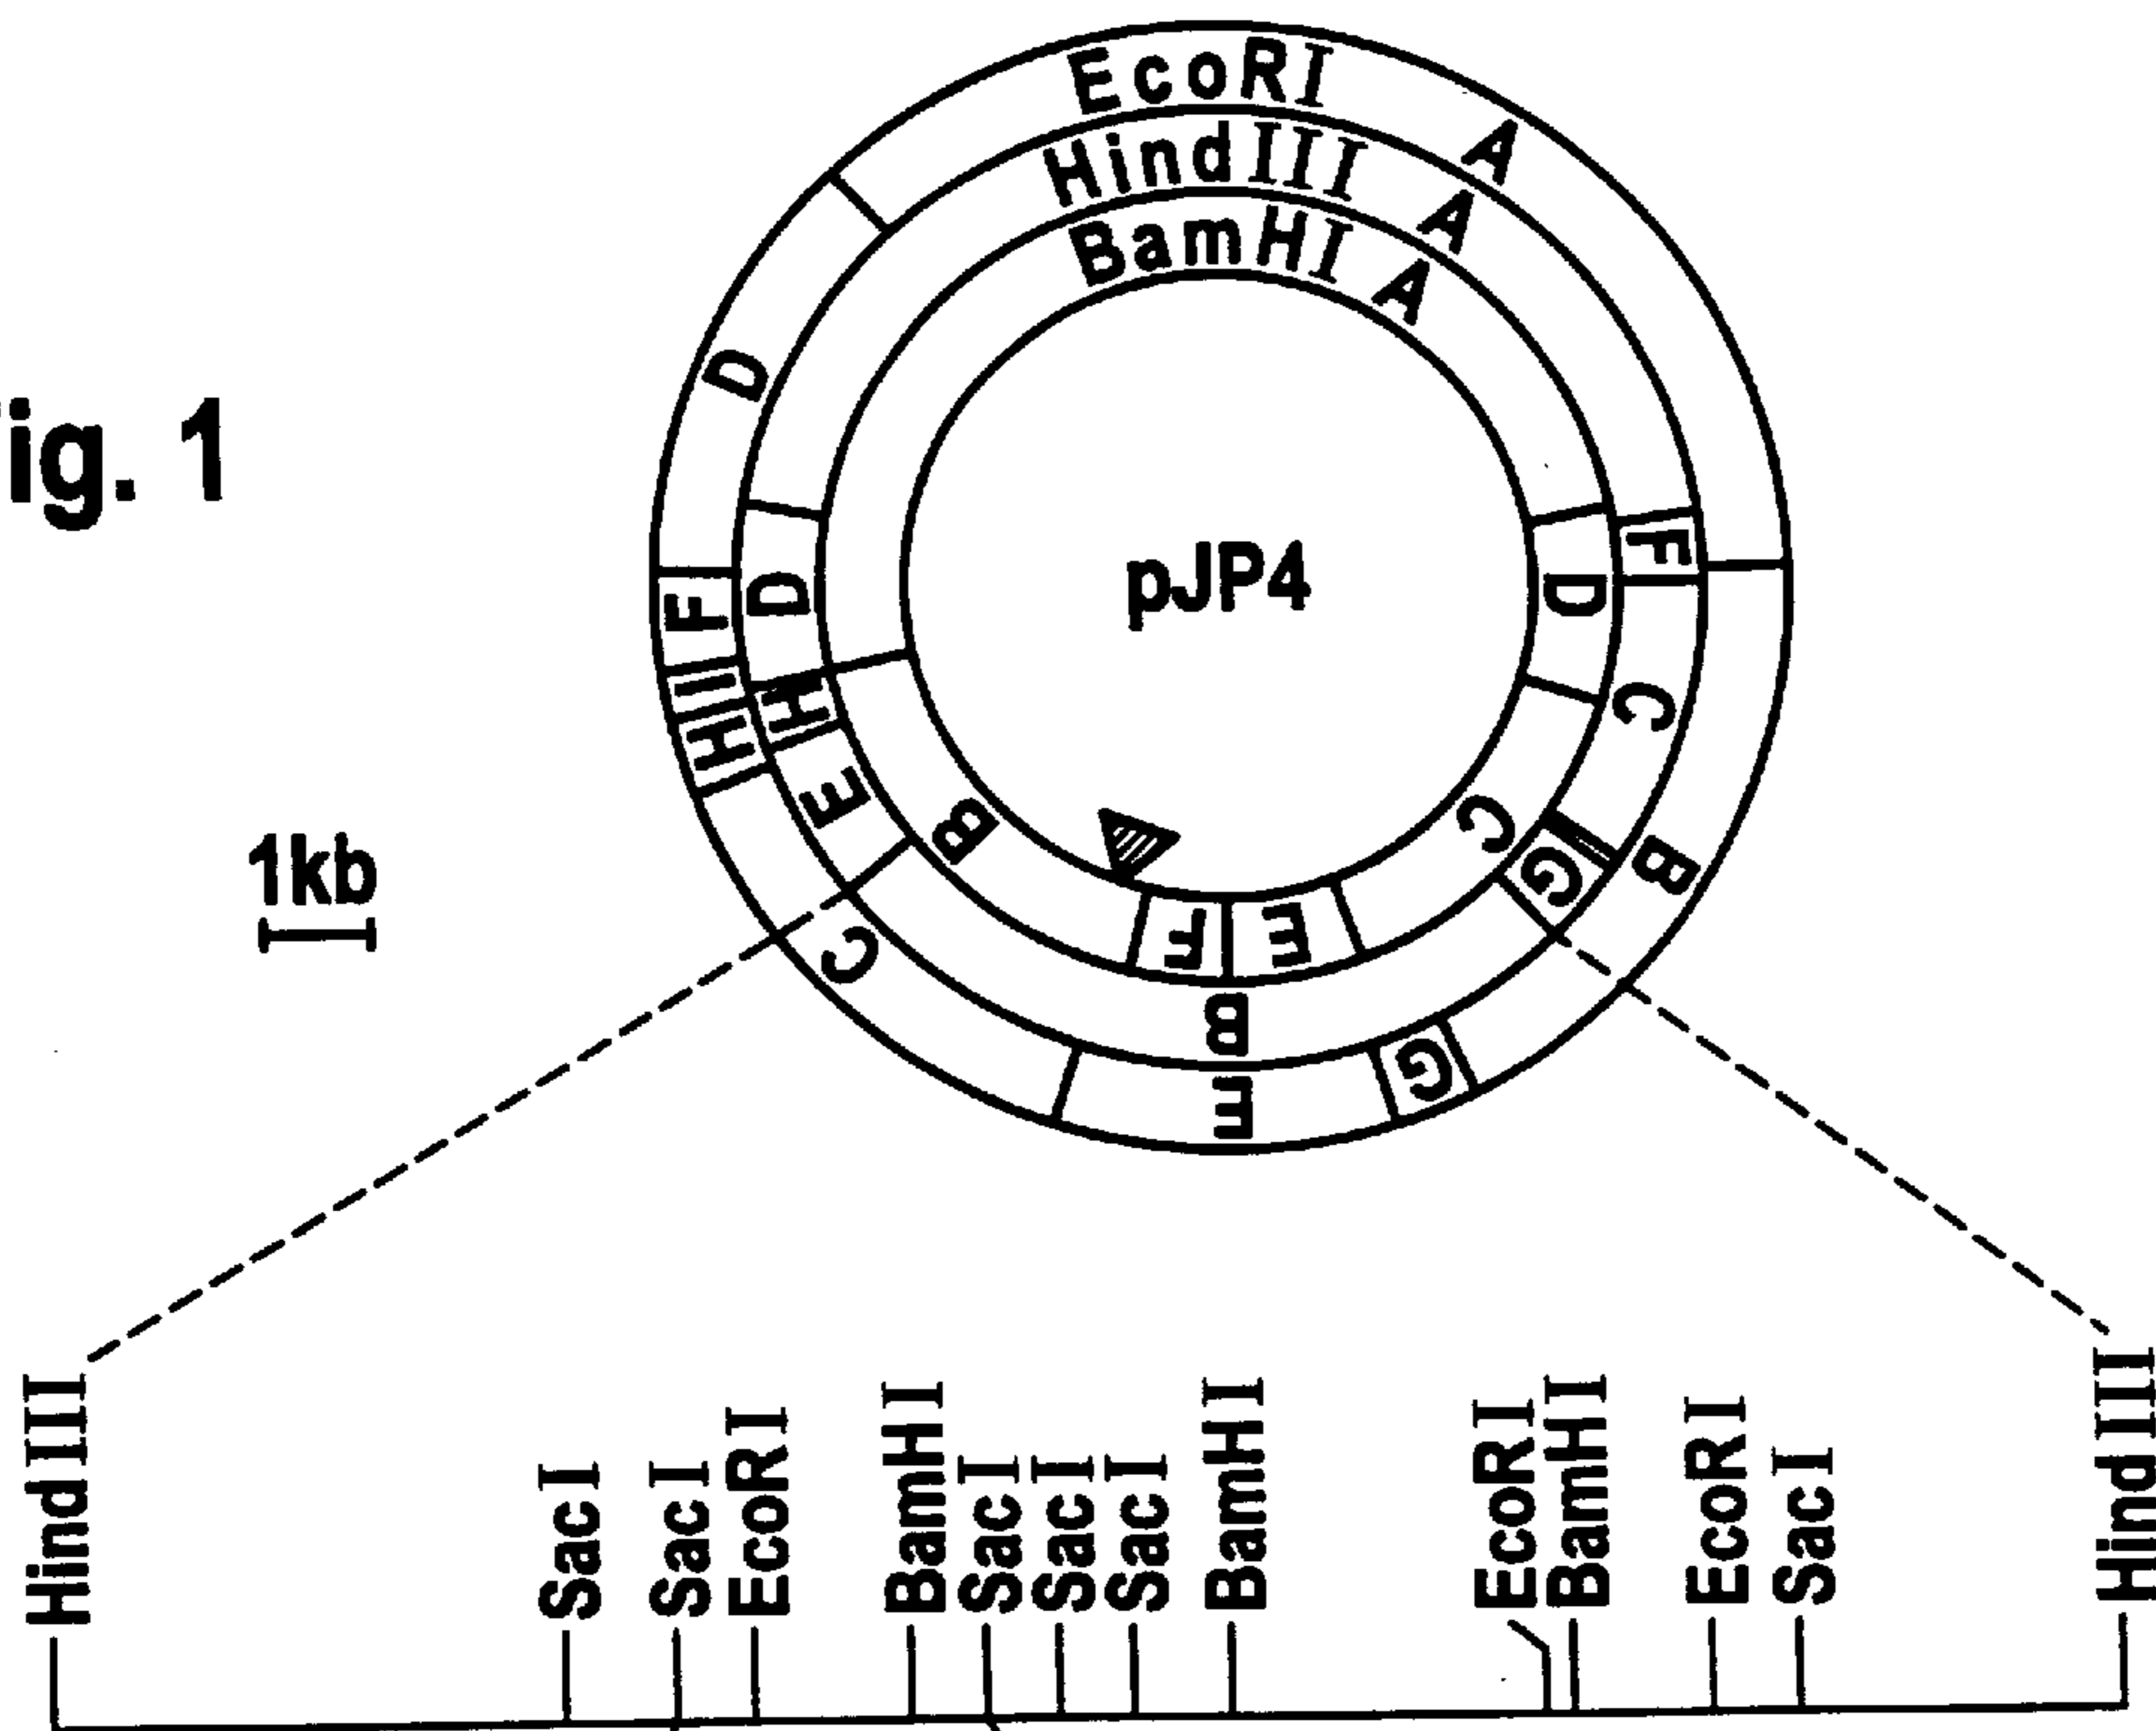 ig. 1
EcoRI A
HindIII A
BamHI A
D
F
D
F
D
pJP4
D
I
H
H
C
E
B
C
G
B
1kb
C
F
E
B
G
E
HindIII
SacI
SacI
EcoRI
BamHI
SacI
SacI
SacI
BamHI
EcoRI
BamHI
EcoRI
SacI
HindIII